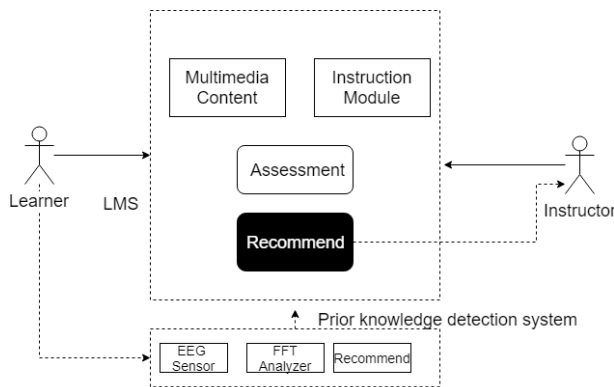 Multimedia
Content
Instruction
Module
Assessment
Learner
LMS
Instructor
Recommend
Prior knowledge detection system
EEG
Sensor
FFT
Analyzer
Recommend